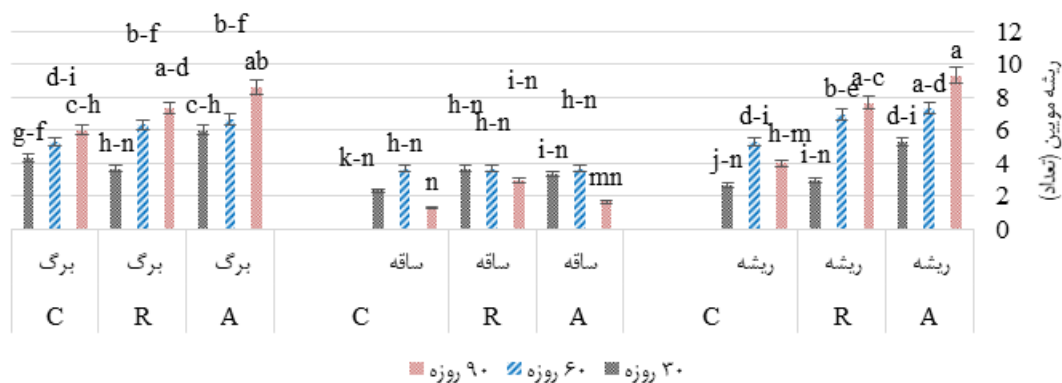 12
b-f b-f a
10
d-i a-d ab i-n a-c a-d
8
c-h c-h h-n h-n b-e d-i
6
g-f h-n h-n h-n d-i h-m
4
k-n i-n j-n i-n
n mn
2
0
ریشه مویین (تعداد)
برگ برگ برگ ساقه ساقه ساقه ریشه ریشه ریشه
C R A C R A C R A
۹۰ روزه ۶۰ روزه ۳۰ روزه